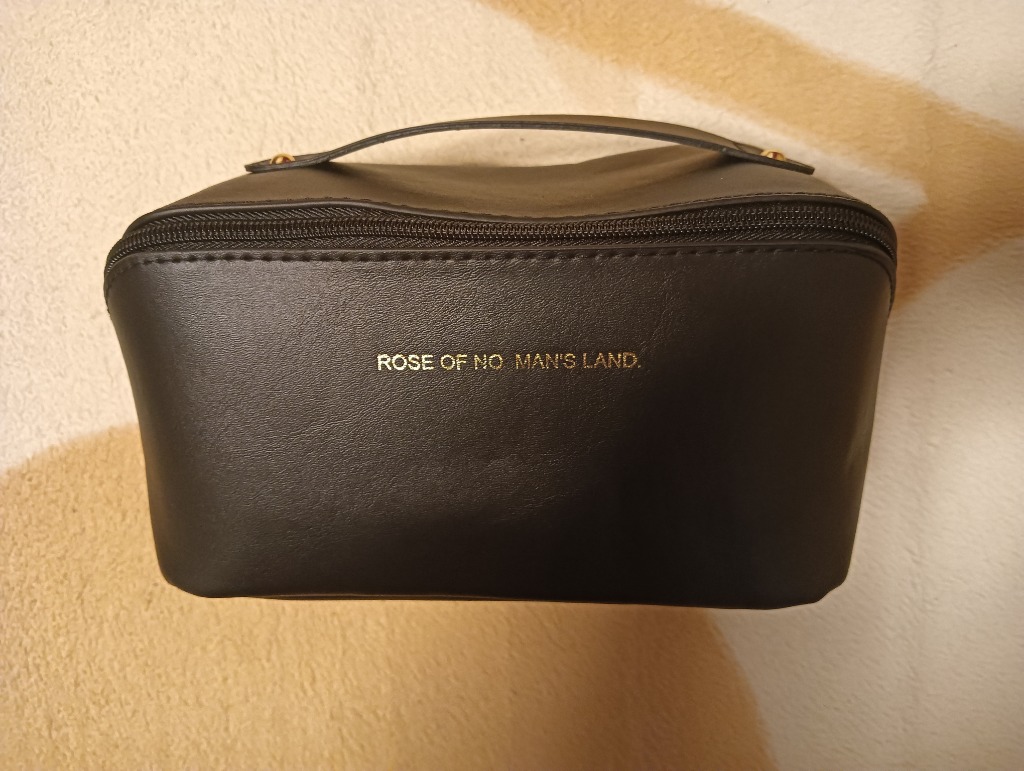 ROSE OF NO MAN'S LAND.